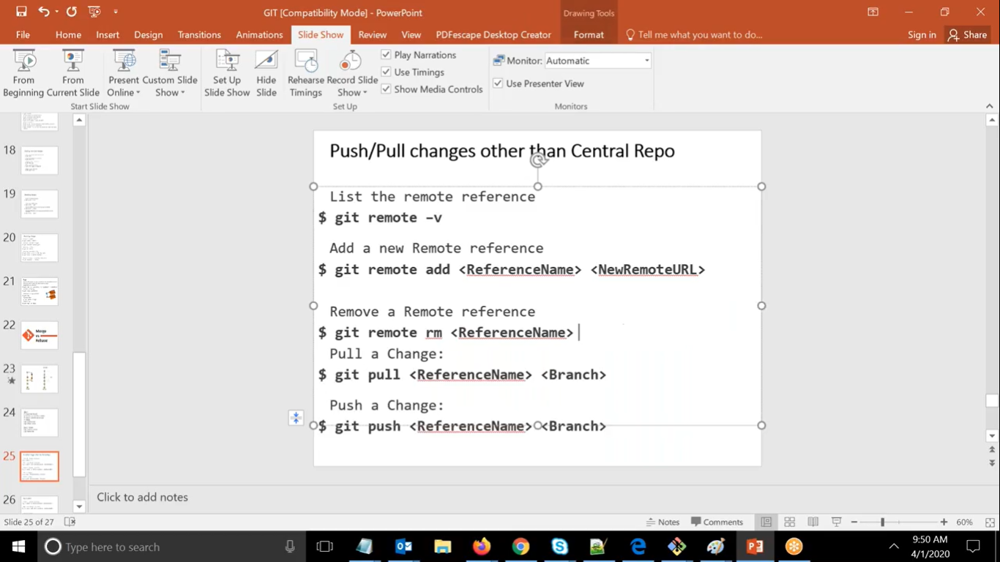 GIT [Compatibility Mode] - PowerPoint
Drawing Tools
File Home Insert Design Transitions Animations Slide Show Review View PDFescape Desktop Creator Format Tell me what you want to do... Sign in Share
From Beginning
From Current Slide
Present Online
Custom Slide Show
Set Up Slide Show
Hide Slide
Rehearse Timings
Record Slide Show
Play Narrations
Use Timings
Show Media Controls
Monitor: Automatic
Use Presenter View
Start Slide Show
Set Up
Monitors
18
19
20
21
22
Merge
Rebase
23
24
25
26
Push/Pull changes other than Central Repo
List the remote reference
$ git remote –v
Add a new Remote reference
$ git remote add <ReferenceName> <NewRemoteURL>
Remove a Remote reference
$ git remote rm <ReferenceName>
Pull a Change:
$ git pull <ReferenceName> <Branch>
Push a Change:
$ git push <ReferenceName> <Branch>
Click to add notes
Slide 25 of 27
Notes
Comments
60%
Type here to search
9:50 AM
4/1/2020